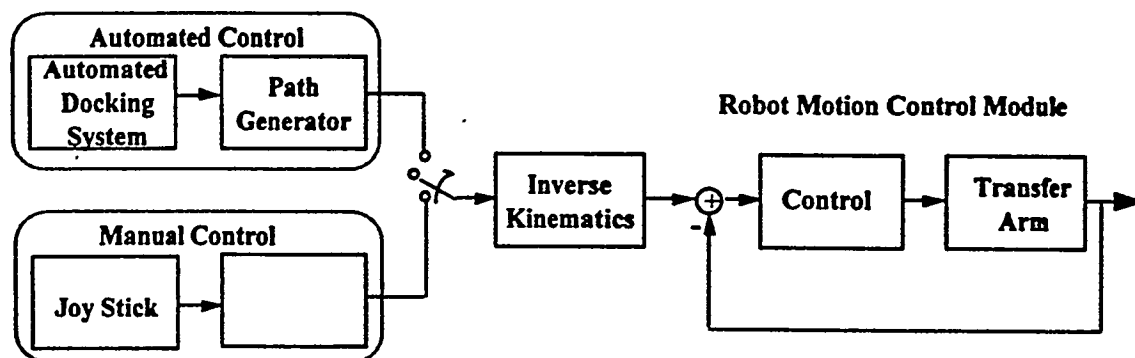 Automated Control
Automated
Docking
System
Path
Generator
Robot Motion Control Module
Inverse
Kinematics
+
-
Control
Transfer
Arm
Manual Control
Joy Stick